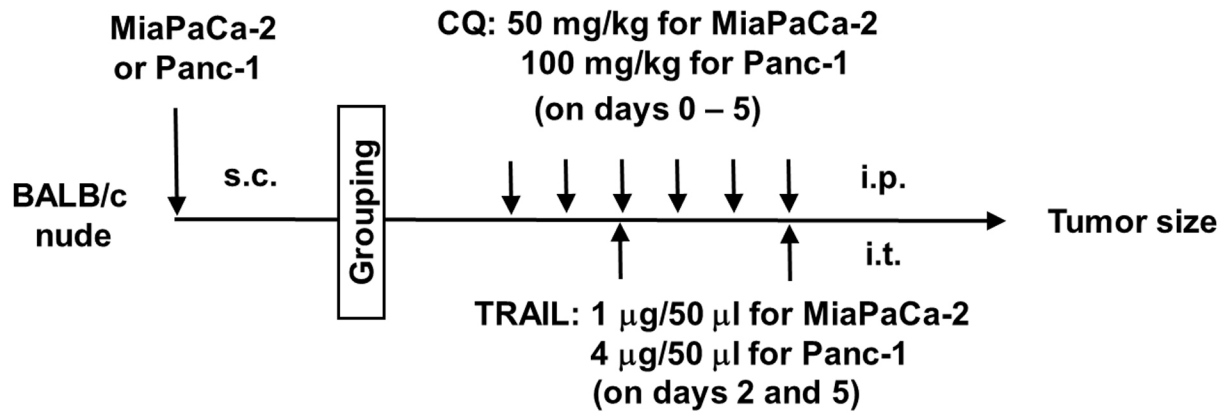 MiaPaCa-2
or Panc-1
CQ: 50 mg/kg for MiaPaCa-2
100 mg/kg for Panc-1
(on days 0 – 5)
BALB/c
nude
s.c.
Grouping
i.p.
i.t.
Tumor size
TRAIL: 1 μg/50 μl for MiaPaCa-2
4 μg/50 μl for Panc-1
(on days 2 and 5)